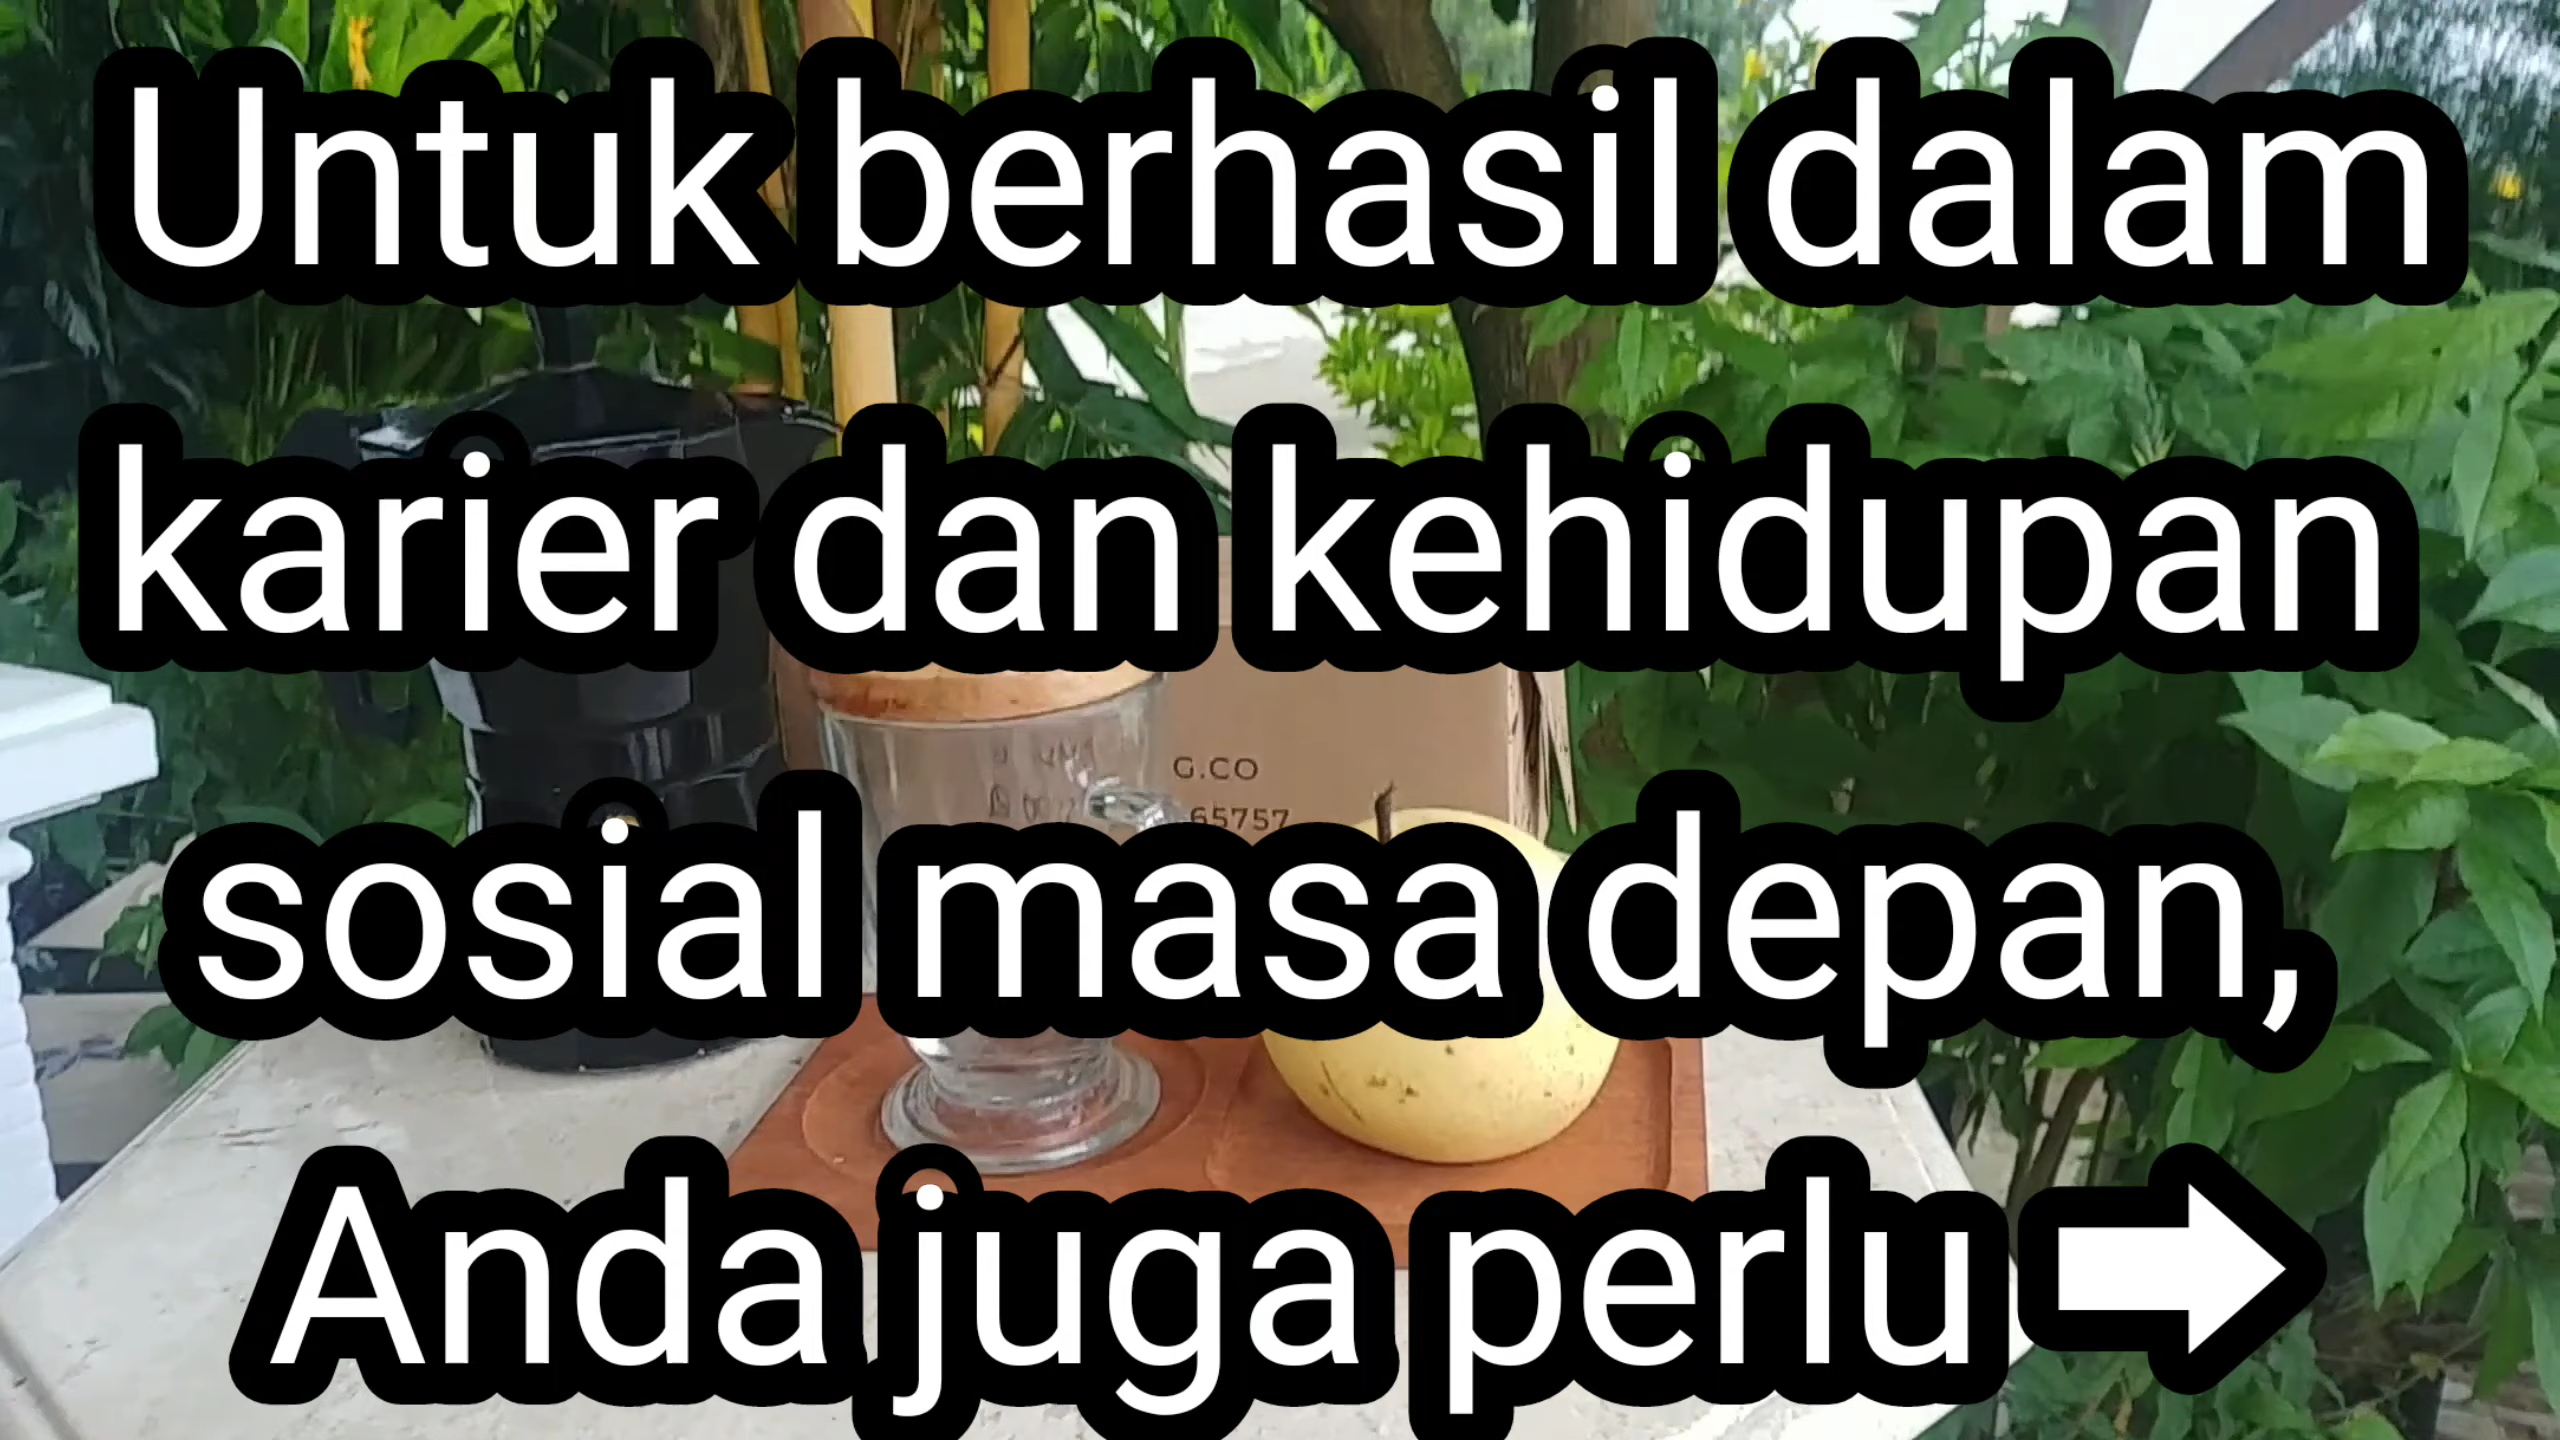 Untuk berhasil dalam
karier dan kehidupan
G.CO
65757
sosial masa depan,
Anda juga perlu ➡